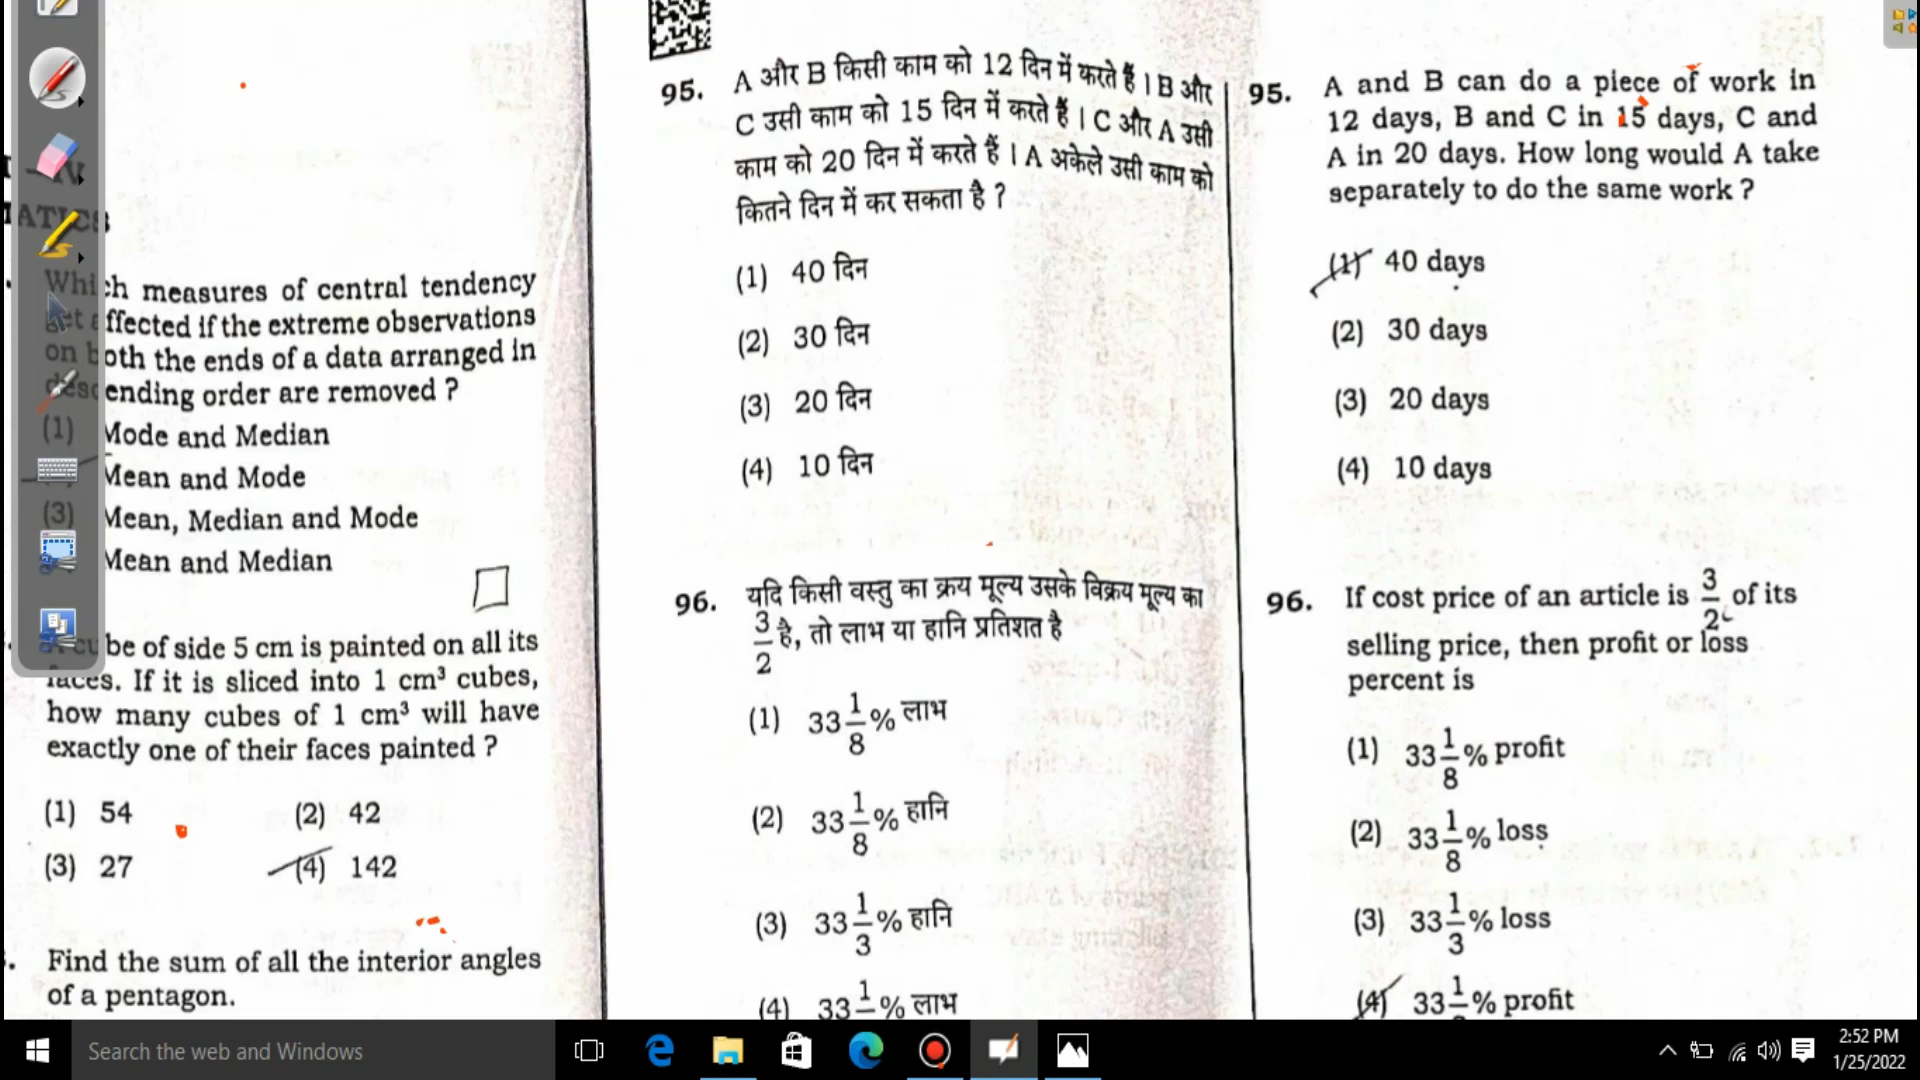 MATICS
Which measures of central tendency
get affected if the extreme observations
on both the ends of a data arranged in
descending order are removed ?
(1) Mode and Median
Mean and Mode
(3) Mean, Median and Mode
Mean and Median
cube of side 5 cm is painted on all its
faces. If it is sliced into 1 cm³ cubes,
how many cubes of 1 cm³ will have
exactly one of their faces painted ?
(1) 54 (2) 42
(3) 27 (4) 142
Find the sum of all the interior angles
of a pentagon.
95. A और B किसी काम को 12 दिन में करते हैं । B और
C उसी काम को 15 दिन में करते हैं । C और A उसी
काम को 20 दिन में करते हैं । A अकेले उसी काम को
कितने दिन में कर सकता है ?
(1) 40 दिन
(2) 30 दिन
(3) 20 दिन
(4) 10 दिन
96. यदि किसी वस्तु का क्रय मूल्य उसके विक्रय मूल्य का
3/2 है, तो लाभ या हानि प्रतिशत है
(1) 33 1/8 % लाभ
(2) 33 1/8 % हानि
(3) 33 1/3 % हानि
(4) 33 1 % लाभ
95. A and B can do a piece of work in
12 days, B and C in 15 days, C and
A in 20 days. How long would A take
separately to do the same work ?
(1) 40 days
(2) 30 days
(3) 20 days
(4) 10 days
96. If cost price of an article is 3/2 of its
selling price, then profit or loss
percent is
(1) 33 1/8 % profit
(2) 33 1/8 % loss
(3) 33 1/3 % loss
(4) 33 1 % profit
Search the web and Windows
2:52 PM
1/25/2022